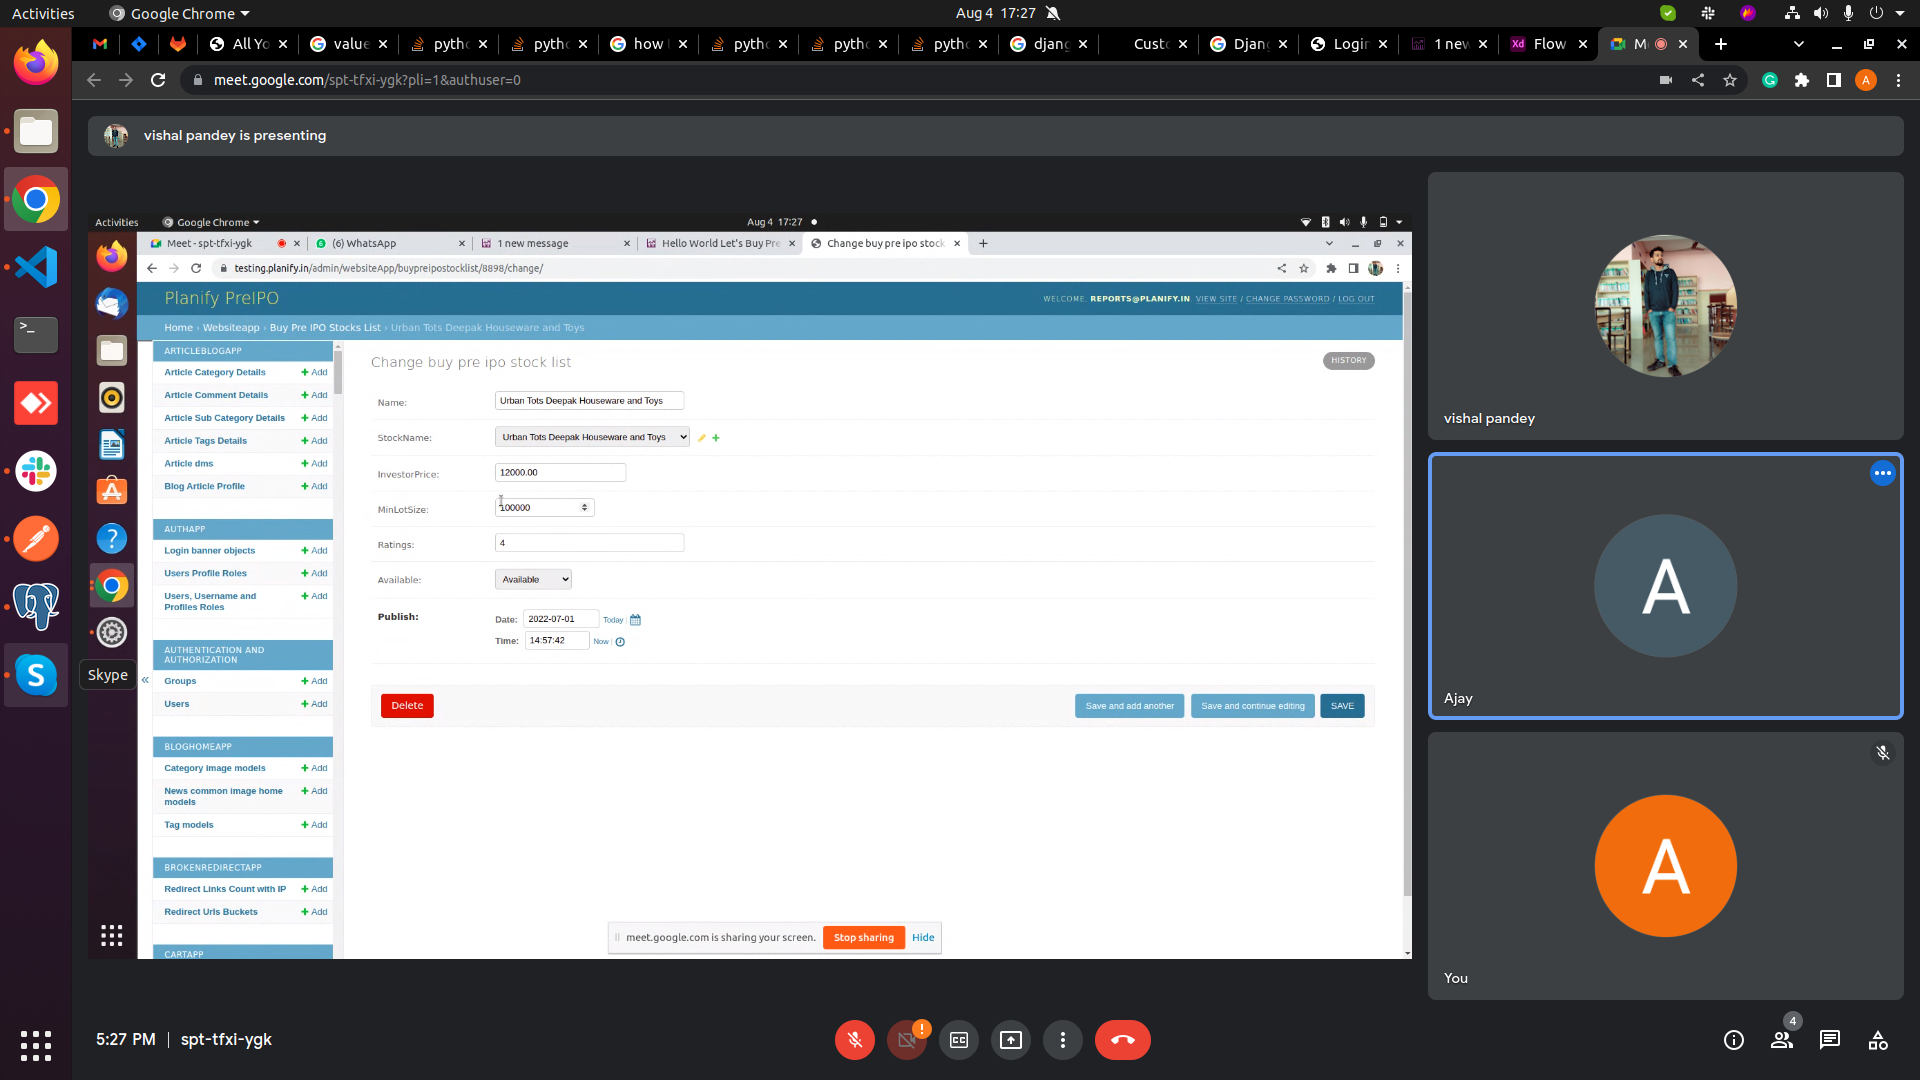 Activities
Google Chrome
Aug 4 17:27
All Yo
value
pytho
pytho
how
pytho
pytho
pytho
djang
Custo
Djang
Login
1 new
Xd Flow
M
meet.google.com/spt-tfxi-ygk?pli=1&authuser=0
A
vishal pandey is presenting
Activities
Google Chrome
Aug 4 17:27
Meet - spt-tfxi-ygk
(6) WhatsApp
1 new message
Hello World Let's Buy Pre
Change buy pre ipo stock
testing.planify.in/admin/websiteApp/buypreipostocklist/8898/change/
Planify PreIPO
WELCOME, REPORTS@PLANIFY.IN. VIEW SITE / CHANGE PASSWORD / LOG OUT
Home › Websiteapp › Buy Pre IPO Stocks List › Urban Tots Deepak Houseware and Toys
ARTICLEBLOGAPP
Article Category Details + Add
Article Comment Details + Add
Article Sub Category Details + Add
Article Tags Details + Add
Article dms + Add
Blog Article Profile + Add
AUTHAPP
Login banner objects + Add
Users Profile Roles + Add
Users, Username and + Add
Profiles Roles
AUTHENTICATION AND
AUTHORIZATION
Groups + Add
Users + Add
BLOGHOMEAPP
Category image models + Add
News common image home + Add
models
Tag models + Add
BROKENREDIRECTAPP
Redirect Links Count with IP + Add
Redirect Urls Buckets + Add
CARTAPP
«
Change buy pre ipo stock list
HISTORY
Name: Urban Tots Deepak Houseware and Toys
StockName: Urban Tots Deepak Houseware and Toys
InvestorPrice: 12000.00
MinLotSize: 100000
Ratings: 4
Available: Available
Publish: Date: 2022-07-01 Today |
Time: 14:57:42 Now |
Delete
Save and add another
Save and continue editing
SAVE
meet.google.com is sharing your screen. Stop sharing Hide
Skype
vishal pandey
A
Ajay
A
You
5:27 PM | spt-tfxi-ygk
4